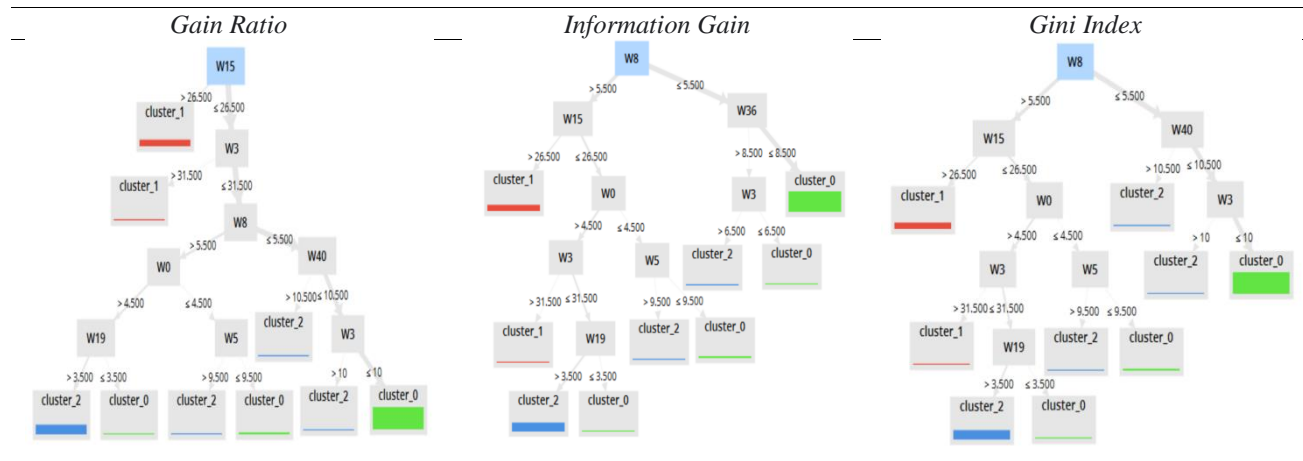 Gain Ratio
W15
> 26.500
≤ 26.500
cluster_1
W3
> 31.500
≤ 31.500
cluster_1
W8
> 5.500
≤ 5.500
W0
W40
> 4.500
≤ 4.500
> 10.500
≤ 10.500
W19
W5
cluster_2
W3
> 3.500
≤ 3.500
> 9.500
≤ 9.500
> 10
≤ 10
cluster_2
cluster_0
cluster_2
cluster_0
cluster_2
cluster_0
Information Gain
W8
> 5.500
≤ 5.500
W15
W36
> 26.500
≤ 26.500
> 8.500
≤ 8.500
cluster_1
W0
W3
cluster_0
> 4.500
≤ 4.500
> 6.500
≤ 6.500
W3
W5
cluster_2
cluster_0
> 31.500
≤ 31.500
> 9.500
≤ 9.500
cluster_1
W19
cluster_2
cluster_0
> 3.500
≤ 3.500
cluster_2
cluster_0
Gini Index
W8
> 5.500
≤ 5.500
W15
W40
> 26.500
≤ 26.500
> 10.500
≤ 10.500
cluster_1
W0
cluster_2
W3
> 4.500
≤ 4.500
> 10
≤ 10
W3
W5
cluster_2
cluster_0
> 31.500
≤ 31.500
> 9.500
≤ 9.500
cluster_1
W19
cluster_2
cluster_0
> 3.500
≤ 3.500
cluster_2
cluster_0